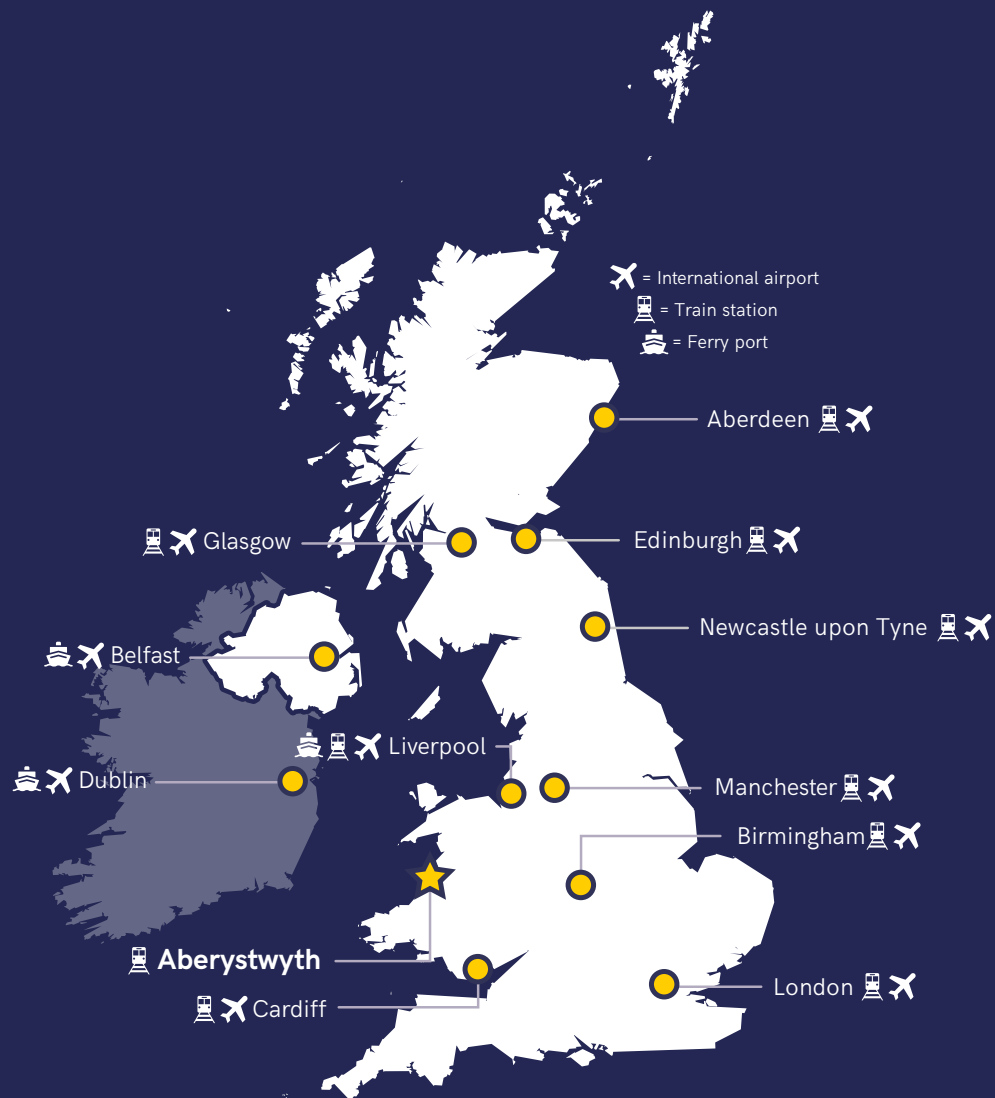 = International airport
= Train station
= Ferry port
Aberdeen
Glasgow
Edinburgh
Newcastle upon Tyne
Belfast
Liverpool
Dublin
Manchester
Birmingham
Aberystwyth
London
Cardiff